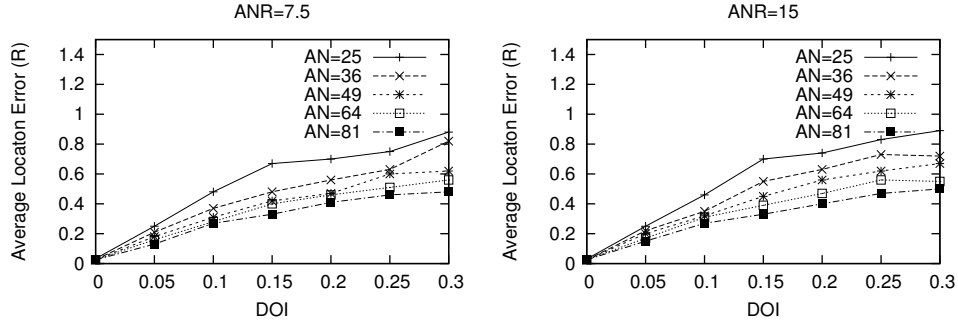 ANR=7.5
Average Locaton Error (R)
1.4
1.2
1
0.8
0.6
0.4
0.2
0
AN=25
AN=36
AN=49
AN=64
AN=81
0 0.05 0.1 0.15 0.2 0.25 0.3
DOI
ANR=15
Average Locaton Error (R)
1.4
1.2
1
0.8
0.6
0.4
0.2
0
AN=25
AN=36
AN=49
AN=64
AN=81
0 0.05 0.1 0.15 0.2 0.25 0.3
DOI